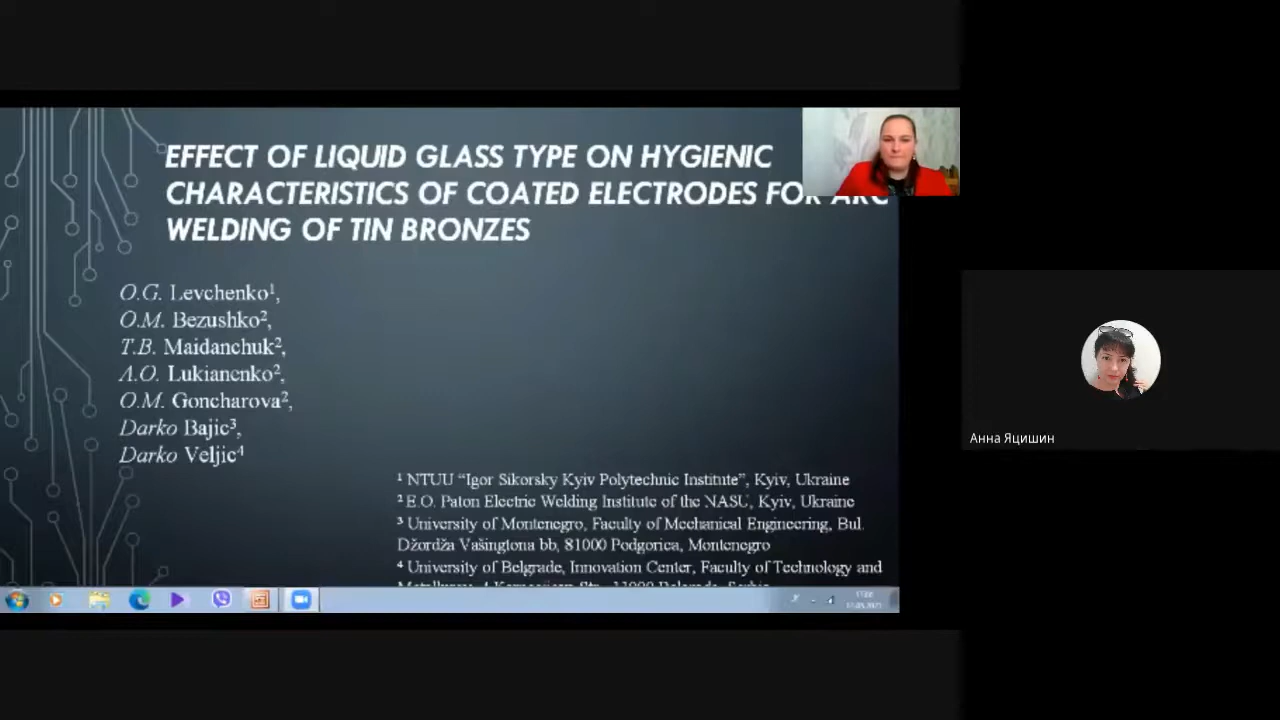 EFFECT OF LIQUID GLASS TYPE ON HYGIENIC
CHARACTERISTICS OF COATED ELECTRODES FOR ARC
WELDING OF TIN BRONZES
O.G. Levchenko¹,
O.M. Bezushko²,
T.B. Maidanchuk²,
A.O. Lukianenko²,
O.M. Goncharova²,
Darko Bajic³,
Darko Veljic⁴
¹ NTUU “Igor Sikorsky Kyiv Polytechnic Institute”, Kyiv, Ukraine
² E.O. Paton Electric Welding Institute of the NASU, Kyiv, Ukraine
³ University of Montenegro, Faculty of Mechanical Engineering, Bul.
Džordža Vašingtona bb, 81000 Podgorica, Montenegro
⁴ University of Belgrade, Innovation Center, Faculty of Technology and
Анна Яцишин